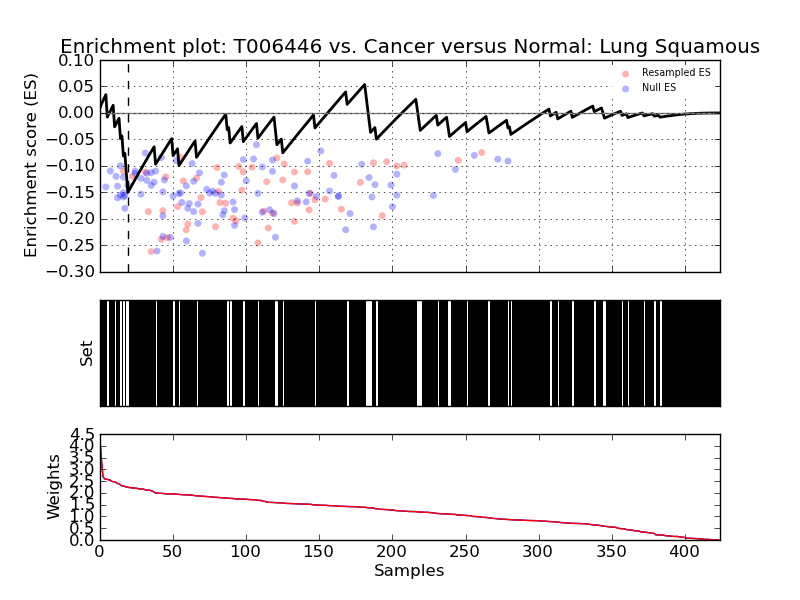 Enrichment plot: T006446 vs. Cancer versus Normal: Lung Squamous
Enrichment score (ES)
0.10
0.05
0.00
−0.05
−0.10
−0.15
−0.20
−0.25
−0.30
Resampled ES
Null ES
Set
Weights
4.5
4.0
3.5
3.0
2.5
2.0
1.5
1.0
0.5
0.0
0 50 100 150 200 250 300 350 400
Samples